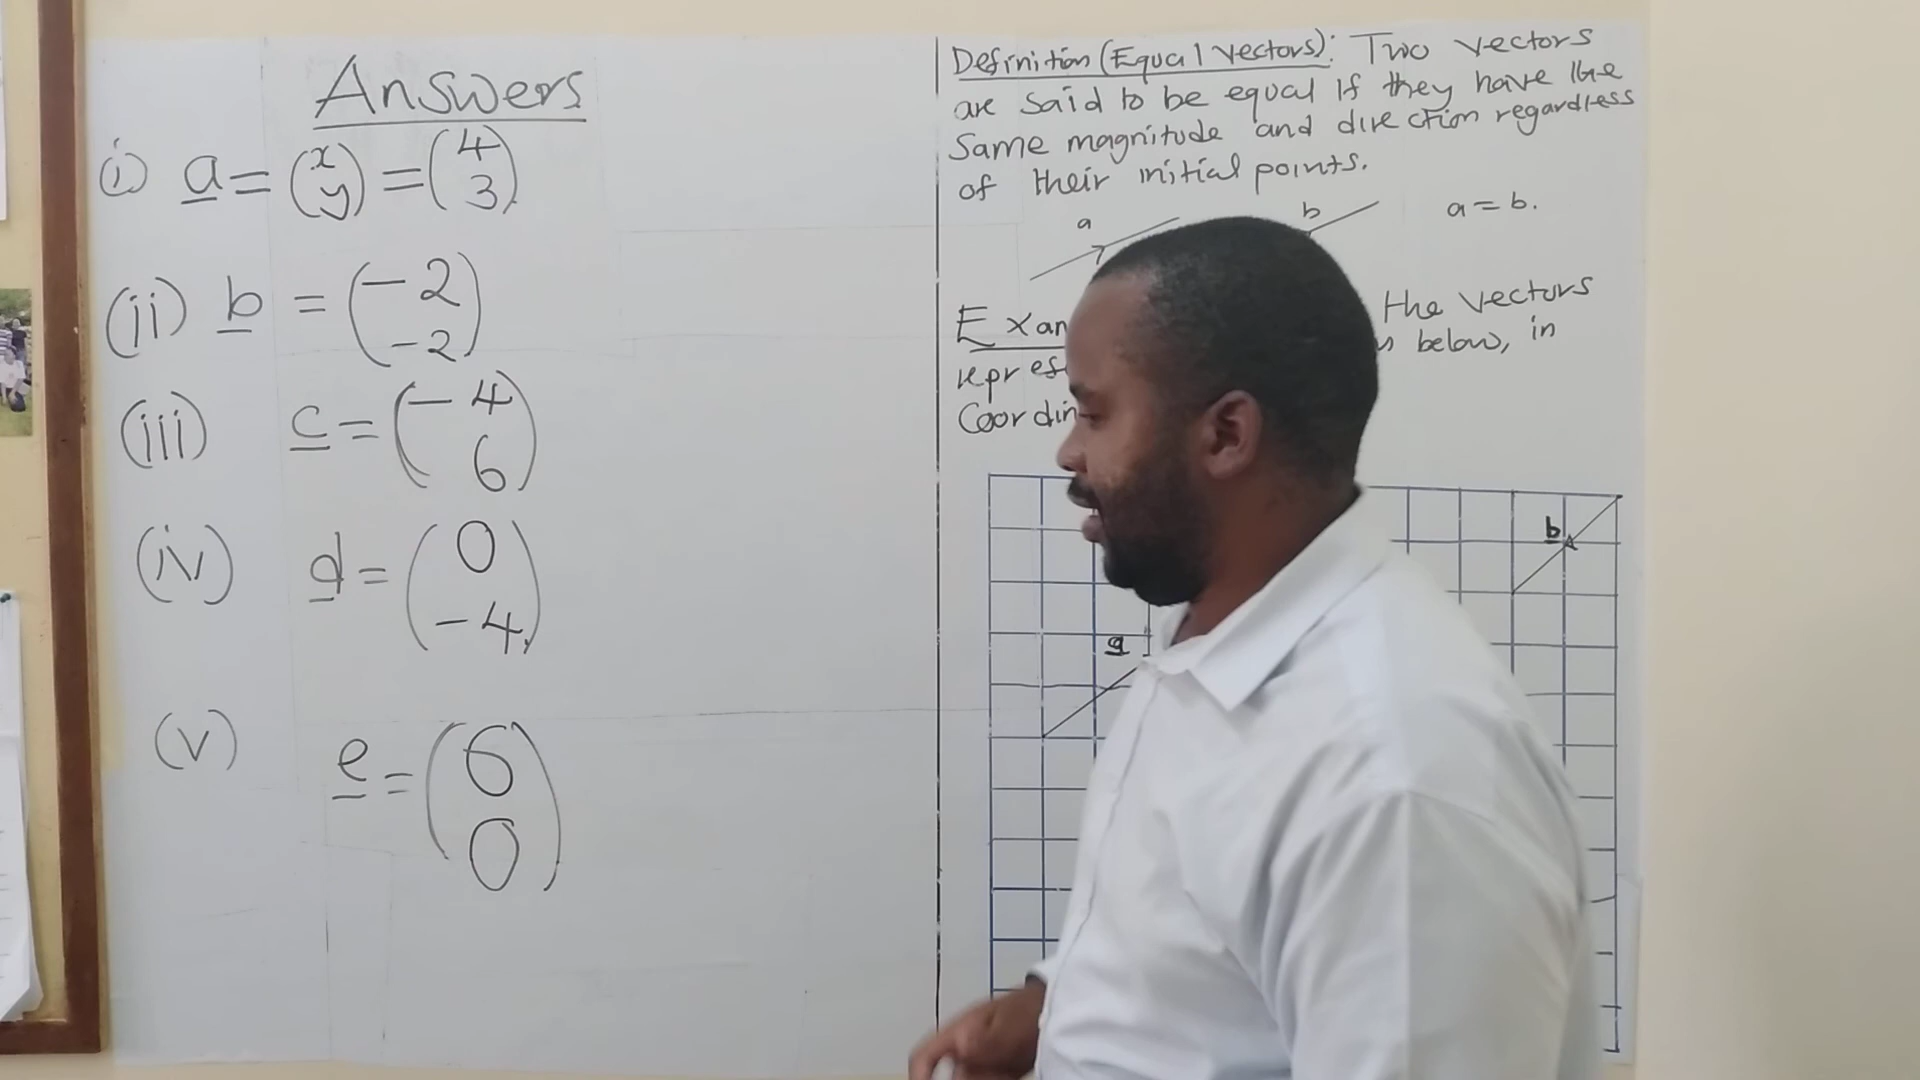 Answers
(i) a = (x y) = (4 3)
(ii) b = (-2 -2)
(iii) c = (-4 6)
(iv) d = (0 -4)
(v) e = (6 0)
Definition (Equal Vectors): Two vectors
are said to be equal if they have the
same magnitude and direction regardless
of their initial points.
a b a = b.
the vectors
below, in
b
a